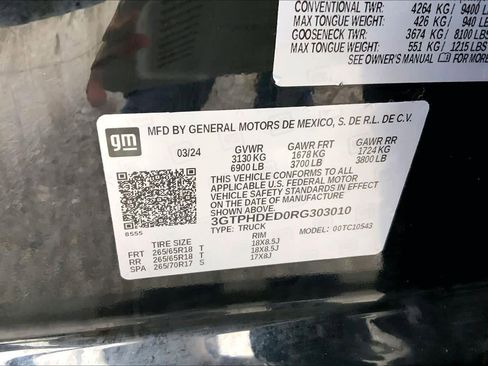 CONVENTIONAL TWR: 4264 KG / 9400 LB
MAX TONGUE WEIGHT: 426 KG / 940 LB
GOOSENECK TWR: 3674 KG / 8100 LBS
MAX TONGUE WEIGHT: 551 KG / 1215 LBS
SEE OWNER'S MANUAL FOR MORE
gm
MFD BY GENERAL MOTORS DE MEXICO, S. DE R.L. DE C.V.
03/24 GVWR GAWR FRT GAWR RR
3130 KG 1678 KG 1724 KG
6900 LB 3700 LB 3800 LB
THIS VEHICLE CONFORMS TO ALL
APPLICABLE U.S. FEDERAL MOTOR
VEHICLE SAFETY STANDARDS IN EFFECT
ON THE DATE OF MANUFACTURE SHOWN ABOVE.
3GTPHDED0RG303010
TYPE: TRUCK MODEL: 00TC10543
8555
TIRE SIZE RIM
FRT 265/65R18 T 18X8.5J
RR 265/65R18 T 18X8.5J
SPA 265/70R17 S 17X8J